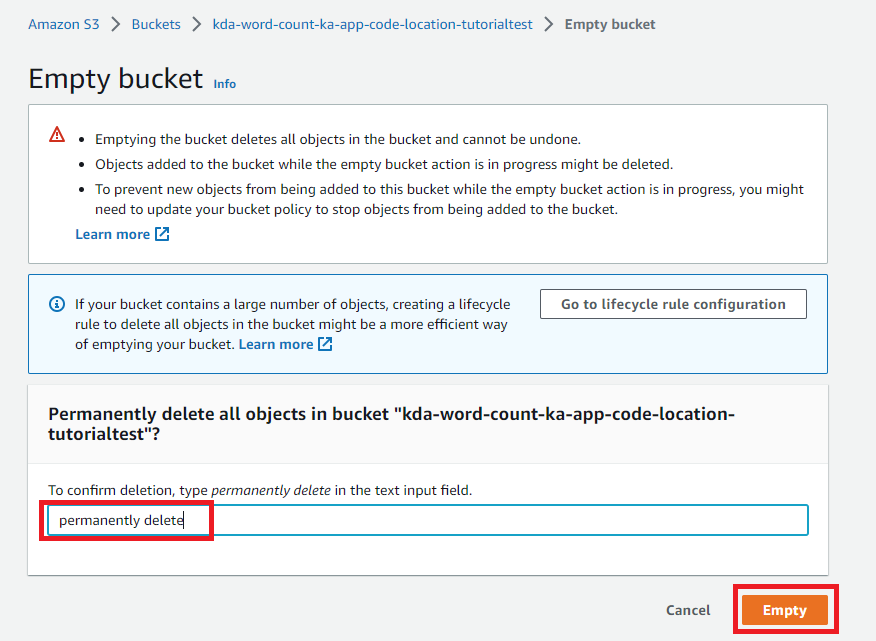 Amazon S3 > Buckets > kda-word-count-ka-app-code-location-tutorialtest > Empty bucket
Empty bucket Info
• Emptying the bucket deletes all objects in the bucket and cannot be undone.
• Objects added to the bucket while the empty bucket action is in progress might be deleted.
• To prevent new objects from being added to this bucket while the empty bucket action is in progress, you might
need to update your bucket policy to stop objects from being added to the bucket.
Learn more
If your bucket contains a large number of objects, creating a lifecycle
rule to delete all objects in the bucket might be a more efficient way
of emptying your bucket. Learn more
Go to lifecycle rule configuration
Permanently delete all objects in bucket "kda-word-count-ka-app-code-location-
tutorialtest"?
To confirm deletion, type permanently delete in the text input field.
permanently delete
Cancel Empty